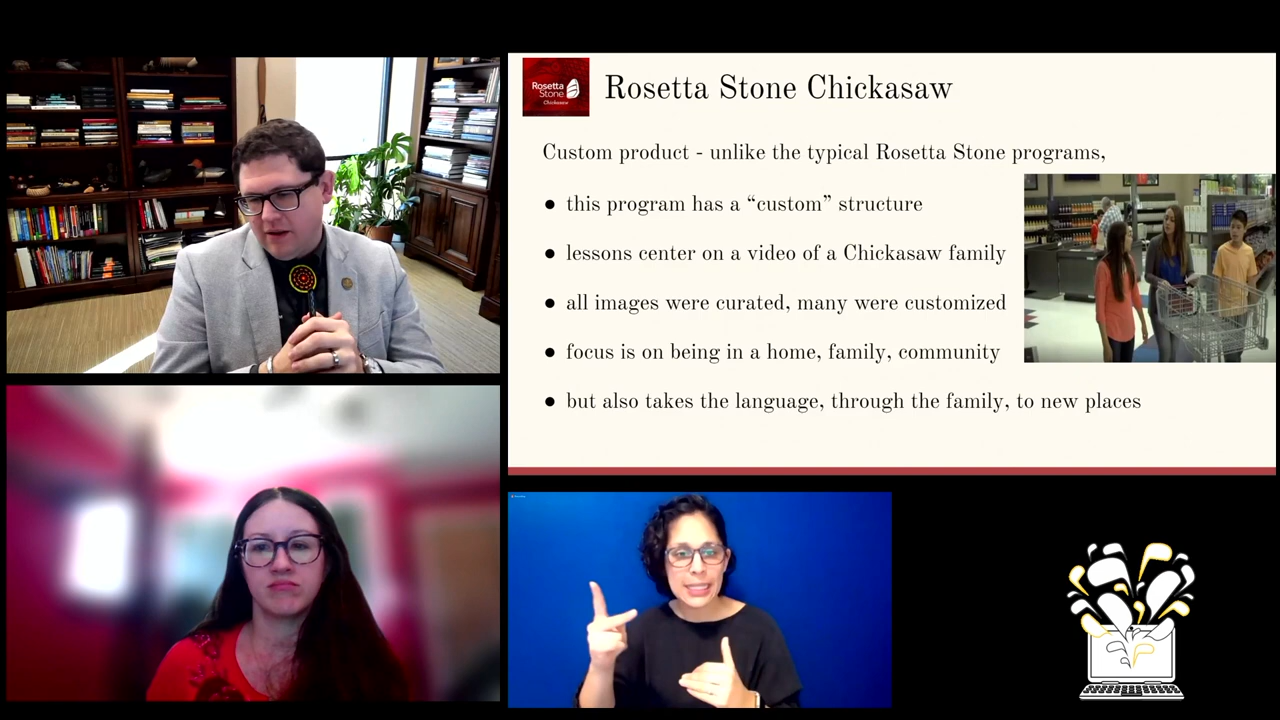 Rosetta
Stone
Chickasaw
Rosetta Stone Chickasaw
Custom product - unlike the typical Rosetta Stone programs,
● this program has a “custom” structure
● lessons center on a video of a Chickasaw family
● all images were curated, many were customized
● focus is on being in a home, family, community
● but also takes the language, through the family, to new places